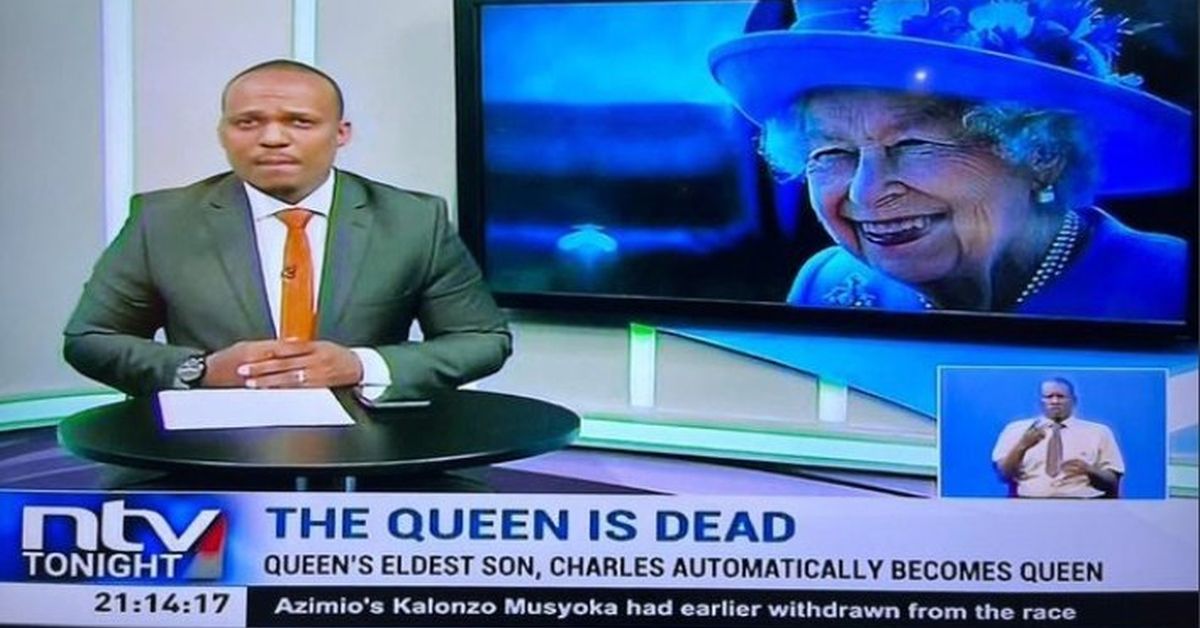 THE QUEEN IS DEAD
ntv
TONIGHT
QUEEN'S ELDEST SON, CHARLES AUTOMATICALLY BECOMES QUEEN
21:14:17
Azimio's Kalonzo Musyoka had earlier withdrawn from the race